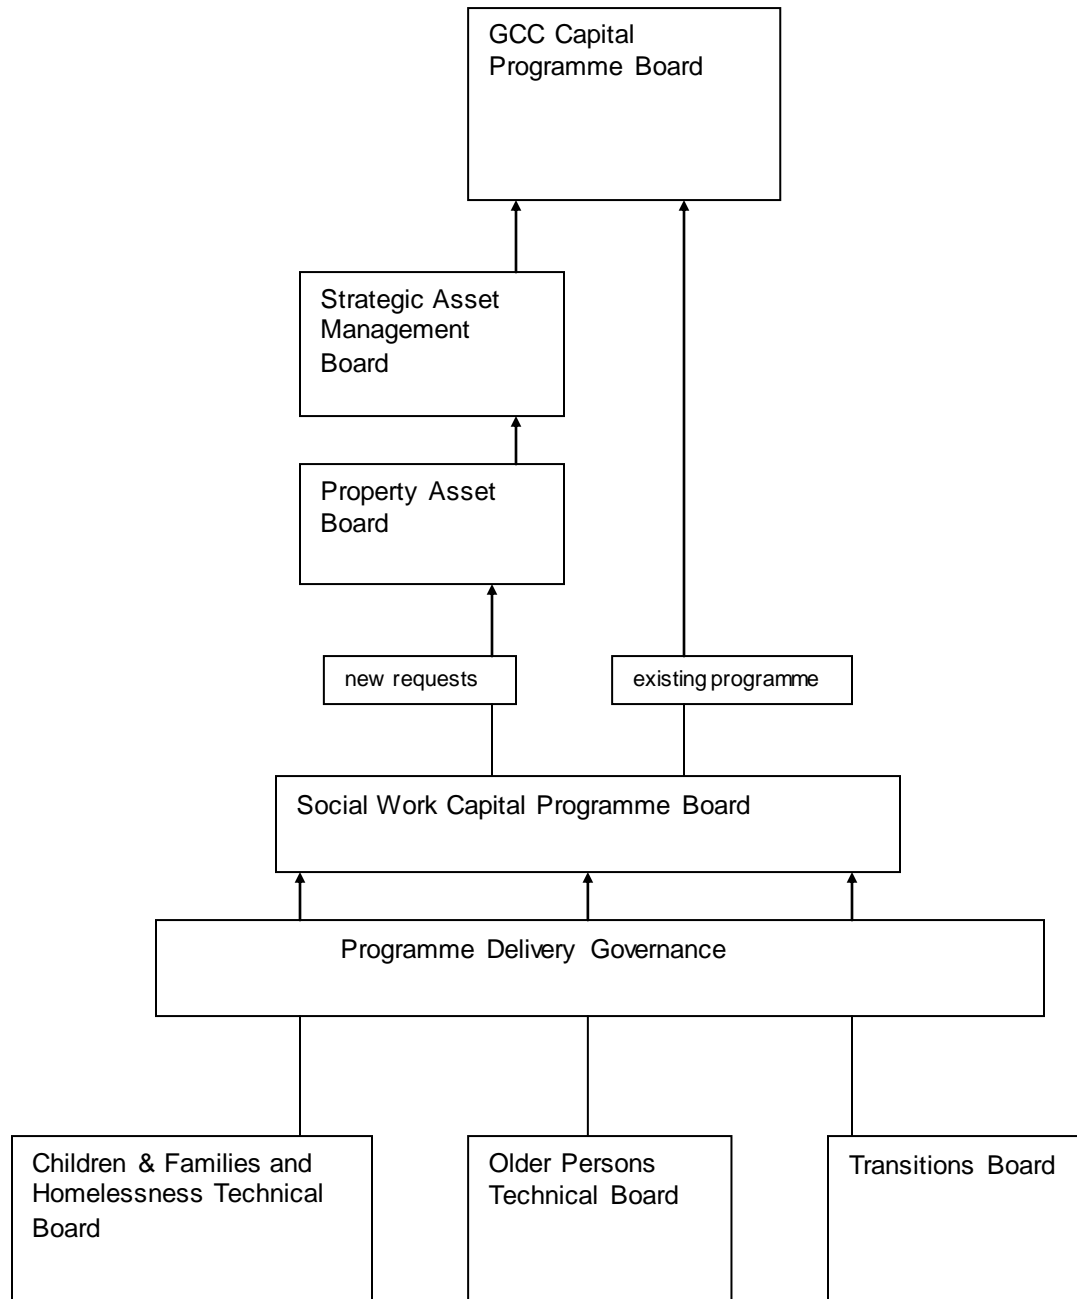 GCC Capital
Programme Board
Strategic Asset
Management
Board
Property Asset
Board
new requests
existing programme
Social Work Capital Programme Board
Programme Delivery Governance
Children & Families and
Homelessness Technical
Board
Older Persons
Technical Board
Transitions Board